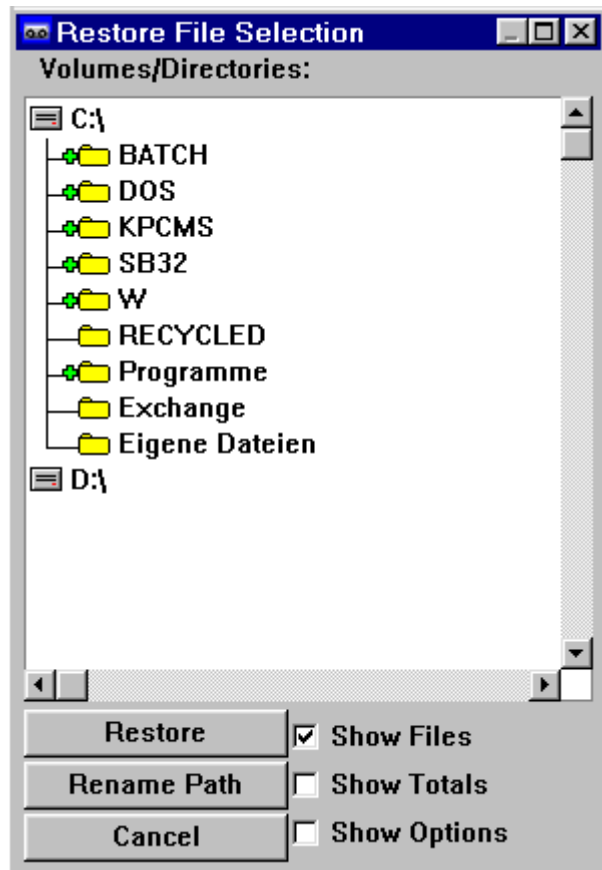 Restore File Selection
Volumes/Directories:
C:\
BATCH
DOS
KPCMS
SB32
W
RECYCLED
Programme
Exchange
Eigene Dateien
D:\
Restore
Show Files
Rename Path
Show Totals
Cancel
Show Options